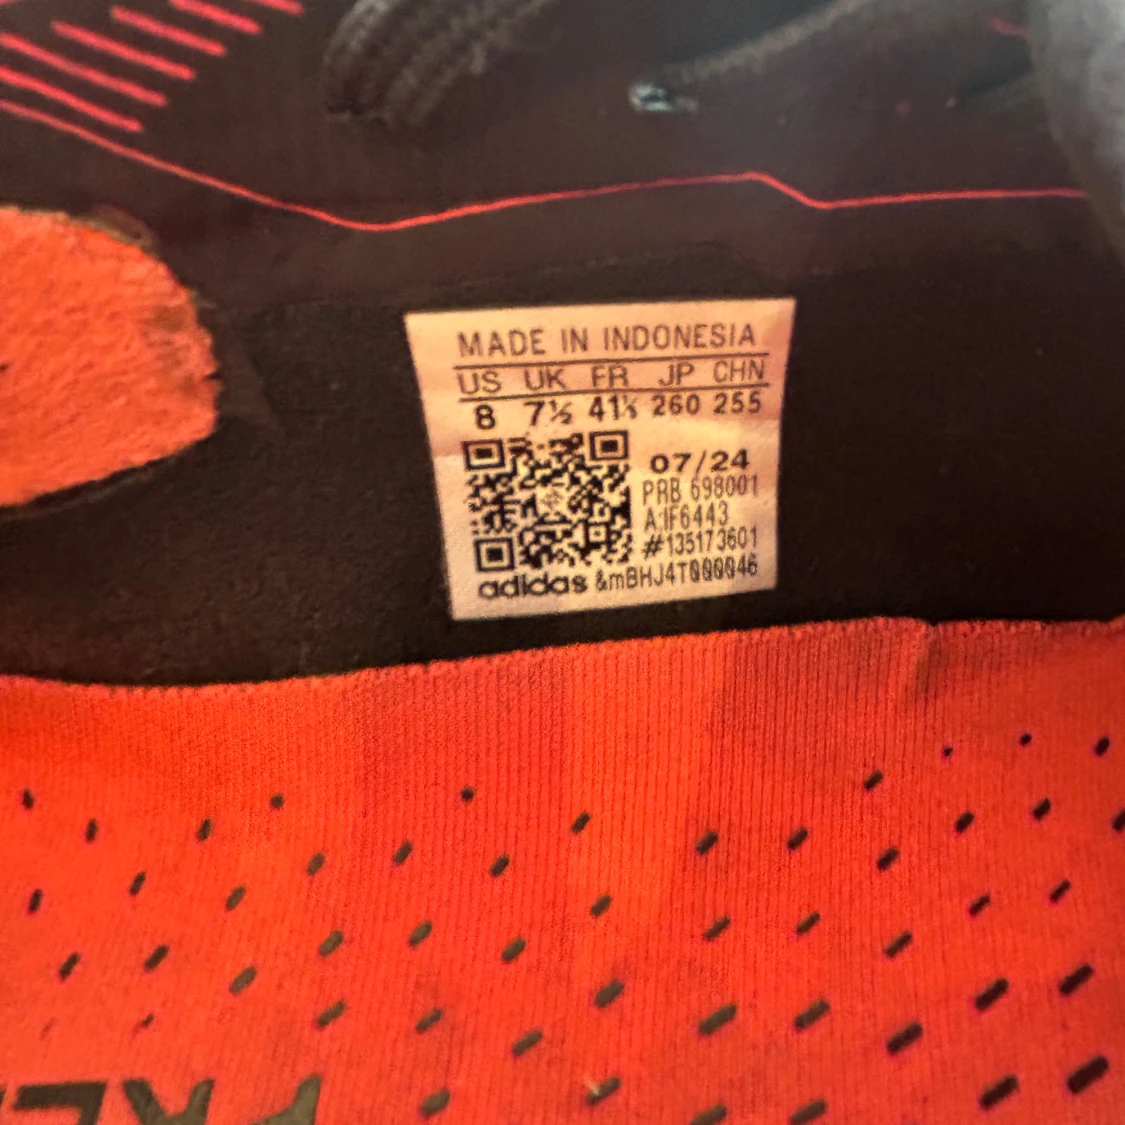 MADE IN INDONESIA
US UK FR JP CHN
8 7½ 41⅓ 260 255
07/24
PRB 698001
A:IF6443
#135173601
adidas &mBHJ4T000046